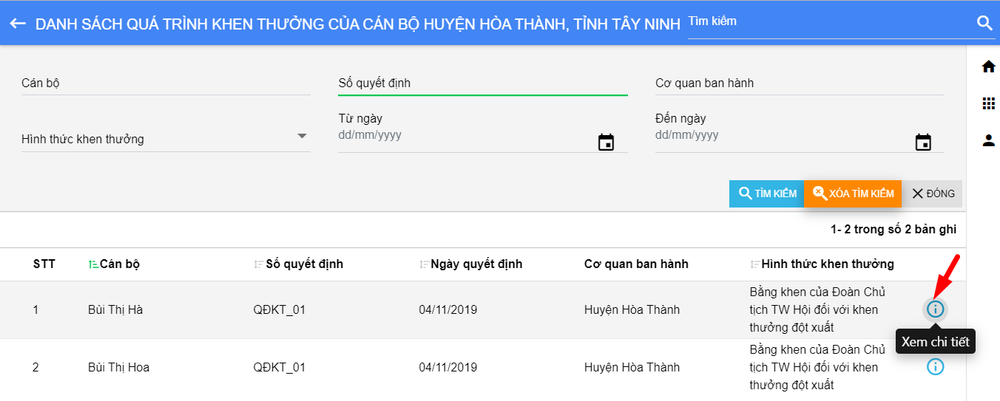 DANH SÁCH QUÁ TRÌNH KHEN THƯỞNG CỦA CÁN BỘ HUYỆN HÒA THÀNH, TỈNH TÂY NINH Tìm kiếm
Cán bộ Số quyết định Cơ quan ban hành
Từ ngày Đến ngày
Hình thức khen thưởng dd/mm/yyyy dd/mm/yyyy
TÌM KIẾM XÓA TÌM KIẾM ĐÓNG
1- 2 trong số 2 bản ghi
STT Cán bộ Số quyết định Ngày quyết định Cơ quan ban hành Hình thức khen thưởng
1 Bùi Thị Hà QĐKT_01 04/11/2019 Huyện Hòa Thành Bằng khen của Đoàn Chủ
tịch TW Hội đối với khen
thưởng đột xuất
Xem chi tiết
2 Bùi Thị Hoa QĐKT_01 04/11/2019 Huyện Hòa Thành Bằng khen của Đoàn Chủ
tịch TW Hội đối với khen
thưởng đột xuất